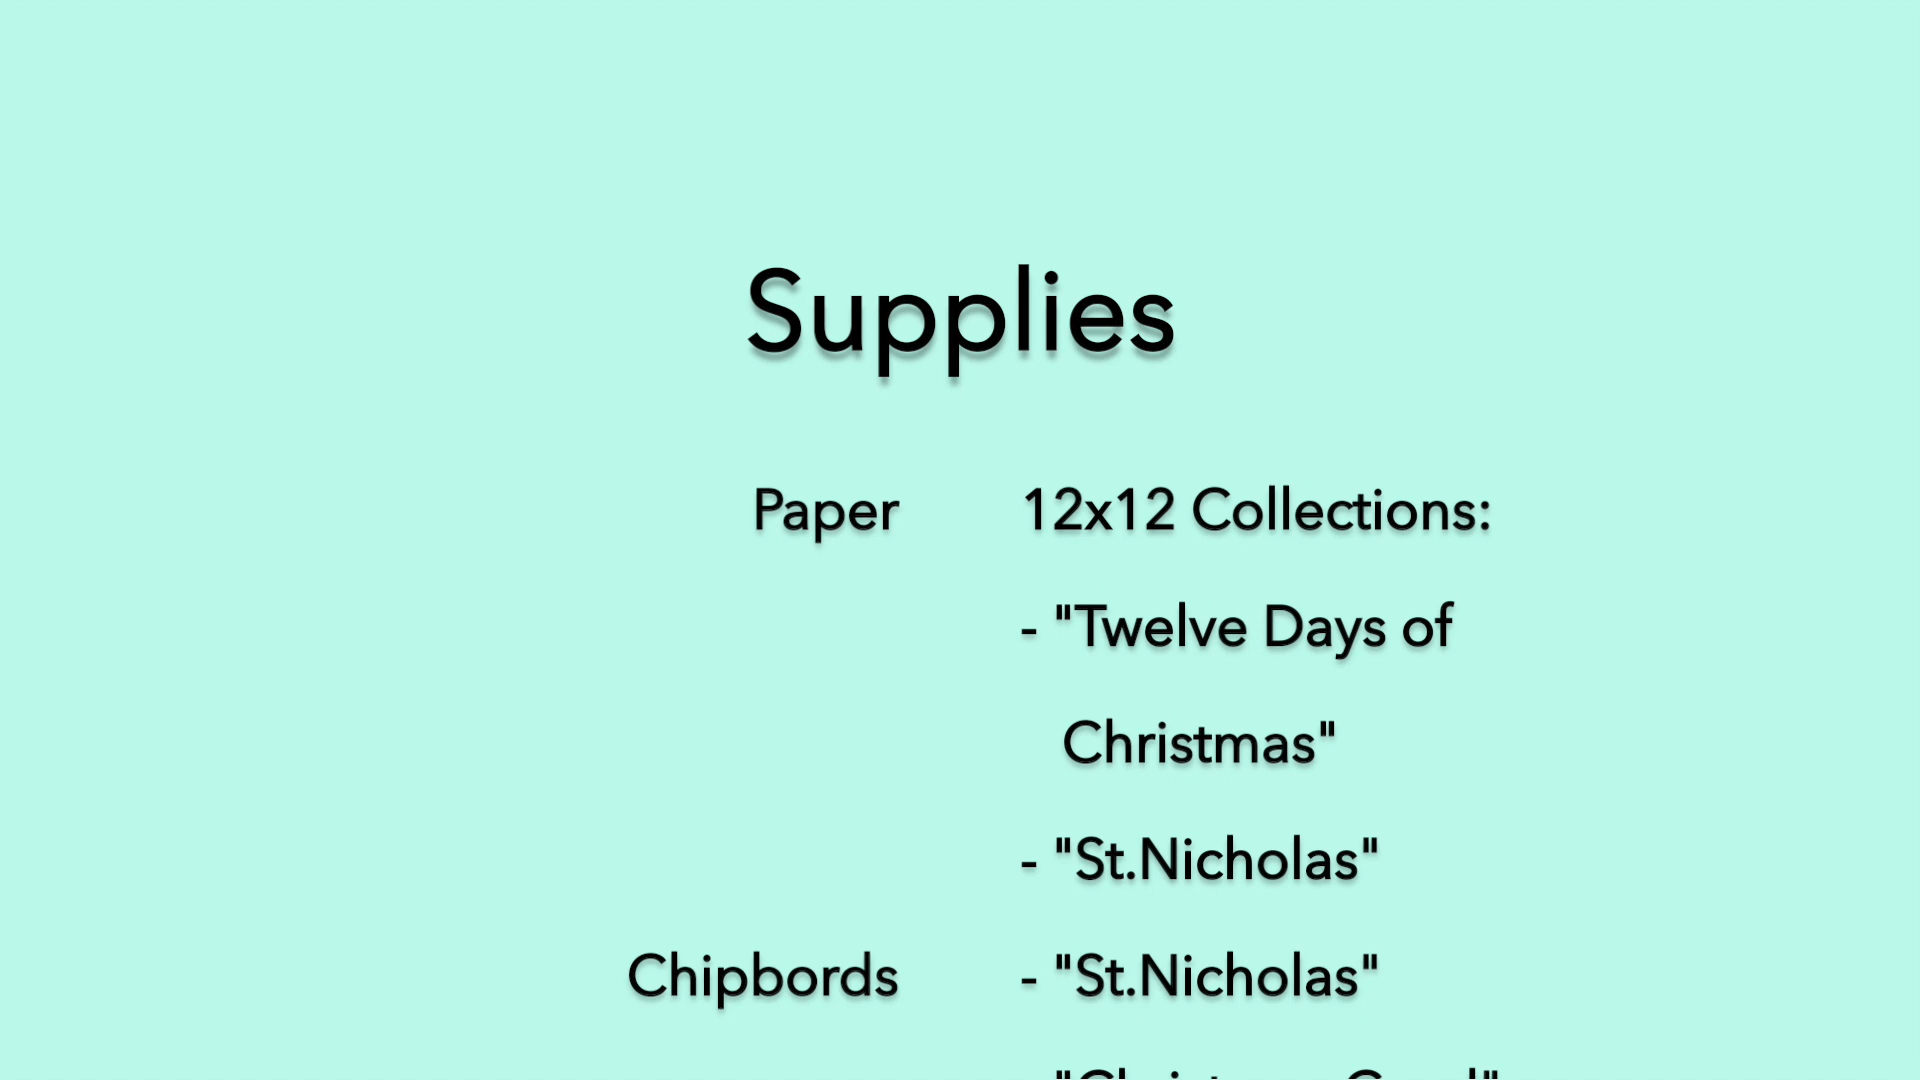 Supplies
Paper 12x12 Collections:
- "Twelve Days of
Christmas"
- "St.Nicholas"
Chipbords - "St.Nicholas"